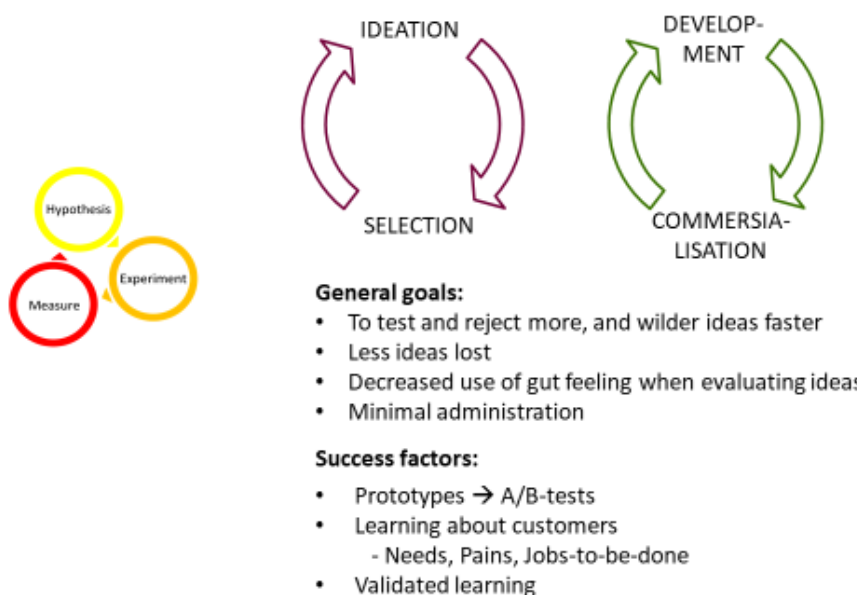 IDEATION
SELECTION
DEVELOP-
MENT
COMMERSIA-
LISATION
Hypothesis
Experiment
Measure
General goals:
• To test and reject more, and wilder ideas faster
• Less ideas lost
• Decreased use of gut feeling when evaluating ideas
• Minimal administration
Success factors:
• Prototypes → A/B-tests
• Learning about customers
- Needs, Pains, Jobs-to-be-done
• Validated learning